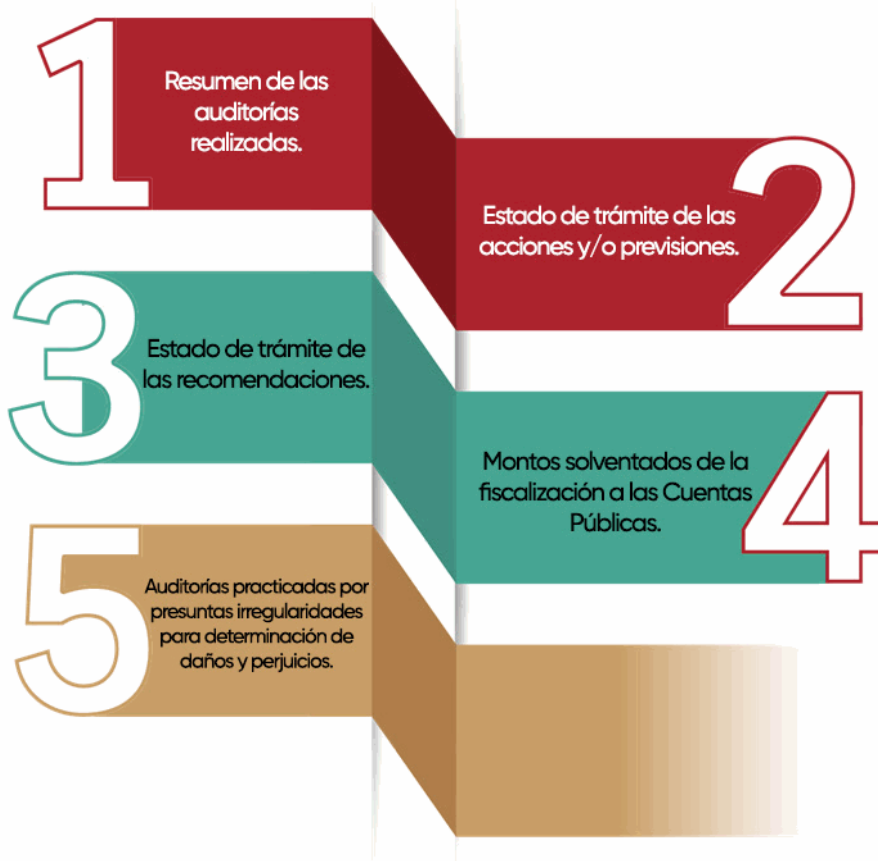 1
Resumen de las
auditorías
realizadas.
2
Estado de trámite de las
acciones y/o previsiones.
3
Estado de trámite de
las recomendaciones.
4
Montos solventados de la
fiscalización a las Cuentas
Públicas.
5
Auditorías practicadas por
presuntas irregularidades
para determinación de
daños y perjuicios.